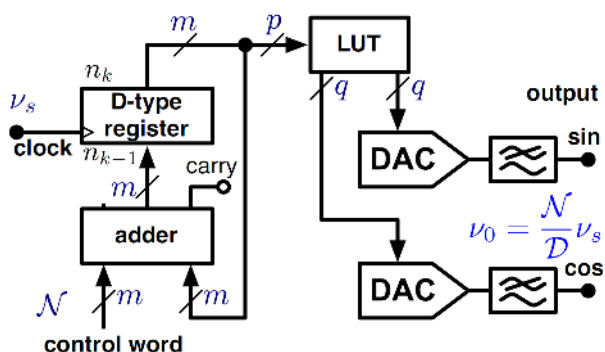 m
p
LUT
n_k
ν_s
D-type
register
q
q
output
clock
n_{k−1}
DAC
sin
carry
m
adder
ν_0 = \frac{𝒩}{𝒟} ν_s
𝒩
m
m
DAC
cos
control word